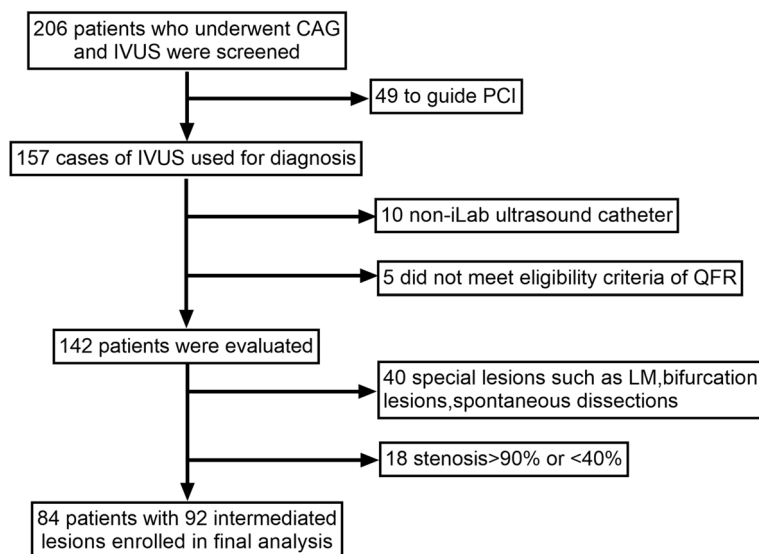 206 patients who underwent CAG
and IVUS were screened
49 to guide PCI
157 cases of IVUS used for diagnosis
10 non-iLab ultrasound catheter
5 did not meet eligibility criteria of QFR
142 patients were evaluated
40 special lesions such as LM,bifurcation
lesions,spontaneous dissections
18 stenosis>90% or <40%
84 patients with 92 intermediated
lesions enrolled in final analysis